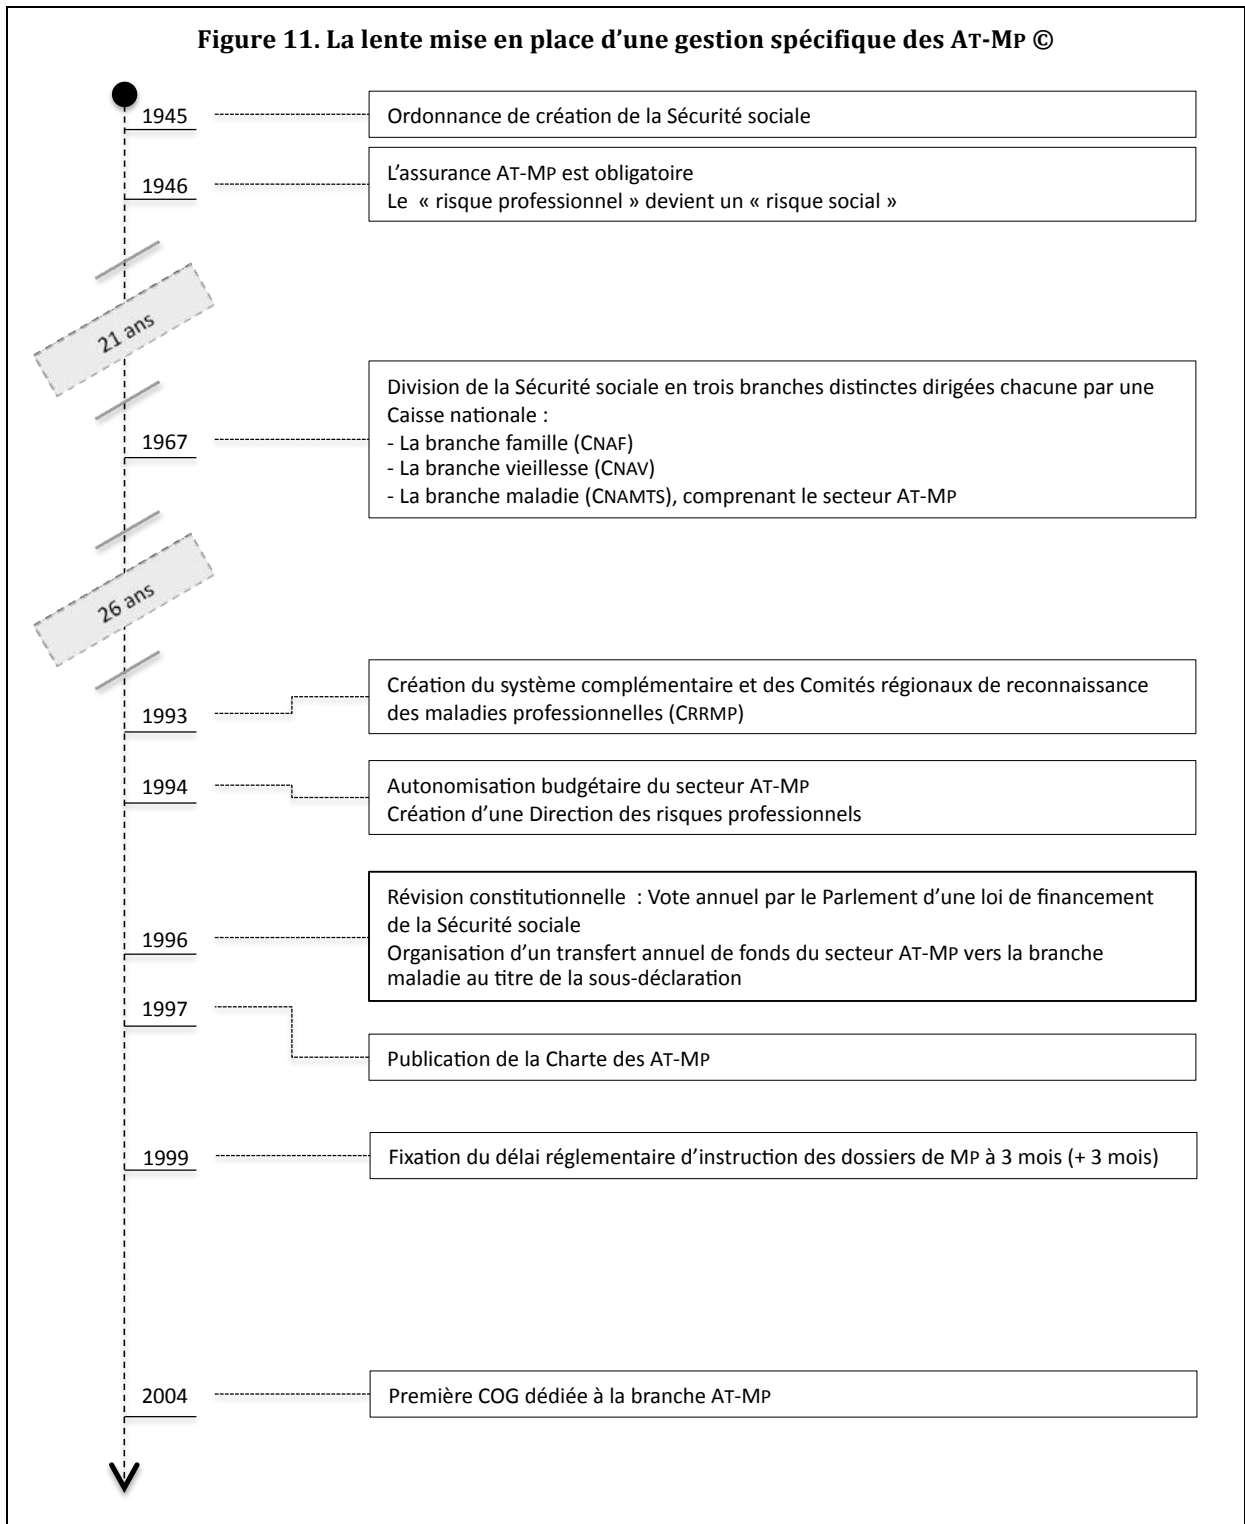 Figure 11. La lente mise en place d’une gestion spécifique des AT-MP ©
1945
Ordonnance de création de la Sécurité sociale
1946
L’assurance AT-MP est obligatoire
Le « risque professionnel » devient un « risque social »
21 ans
1967
Division de la Sécurité sociale en trois branches distinctes dirigées chacune par une
Caisse nationale :
- La branche famille (CNAF)
- La branche vieillesse (CNAV)
- La branche maladie (CNAMTS), comprenant le secteur AT-MP
26 ans
1993
Création du système complémentaire et des Comités régionaux de reconnaissance
des maladies professionnelles (CRRMP)
1994
Autonomisation budgétaire du secteur AT-MP
Création d’une Direction des risques professionnels
1996
Révision constitutionnelle : Vote annuel par le Parlement d’une loi de financement
de la Sécurité sociale
Organisation d’un transfert annuel de fonds du secteur AT-MP vers la branche
maladie au titre de la sous-déclaration
1997
Publication de la Charte des AT-MP
1999
Fixation du délai réglementaire d’instruction des dossiers de MP à 3 mois (+ 3 mois)
2004
Première COG dédiée à la branche AT-MP